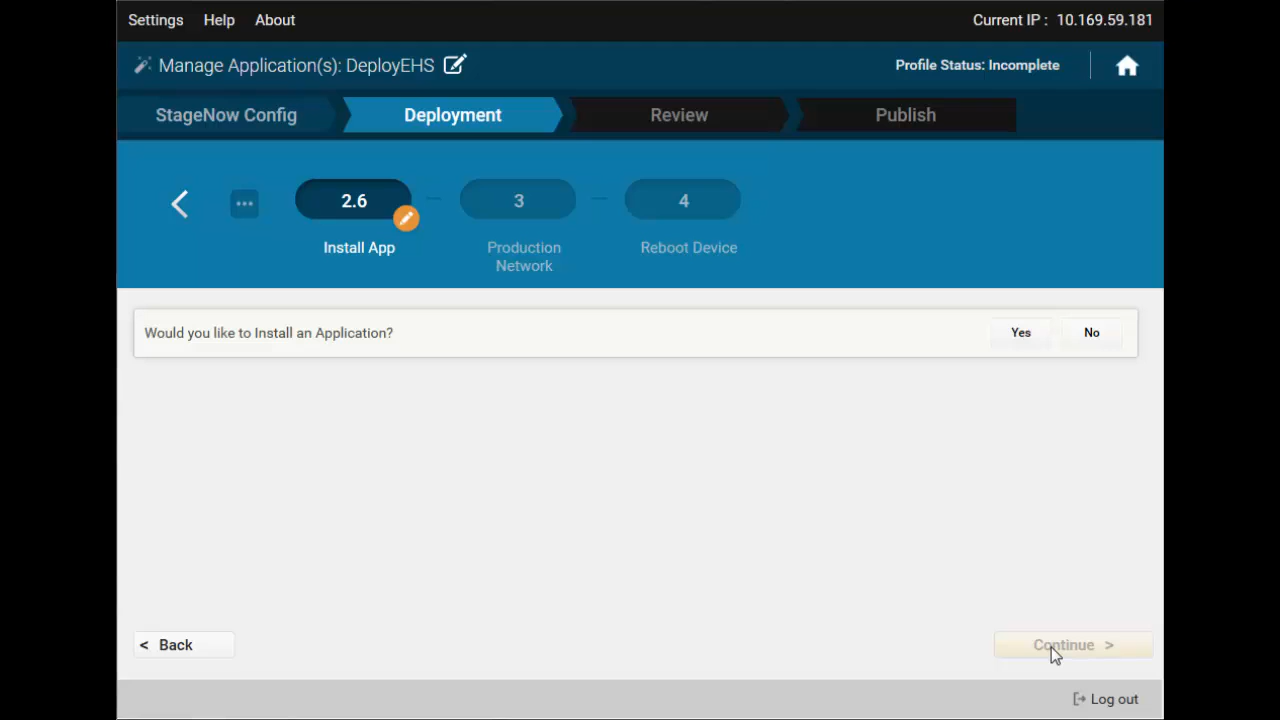 Settings Help About Current IP : 10.169.59.181
Manage Application(s): DeployEHS Profile Status: Incomplete
StageNow Config Deployment Review Publish
2.6 3 4
Install App Production Network Reboot Device
Would you like to Install an Application? Yes No
< Back Continue >
Log out